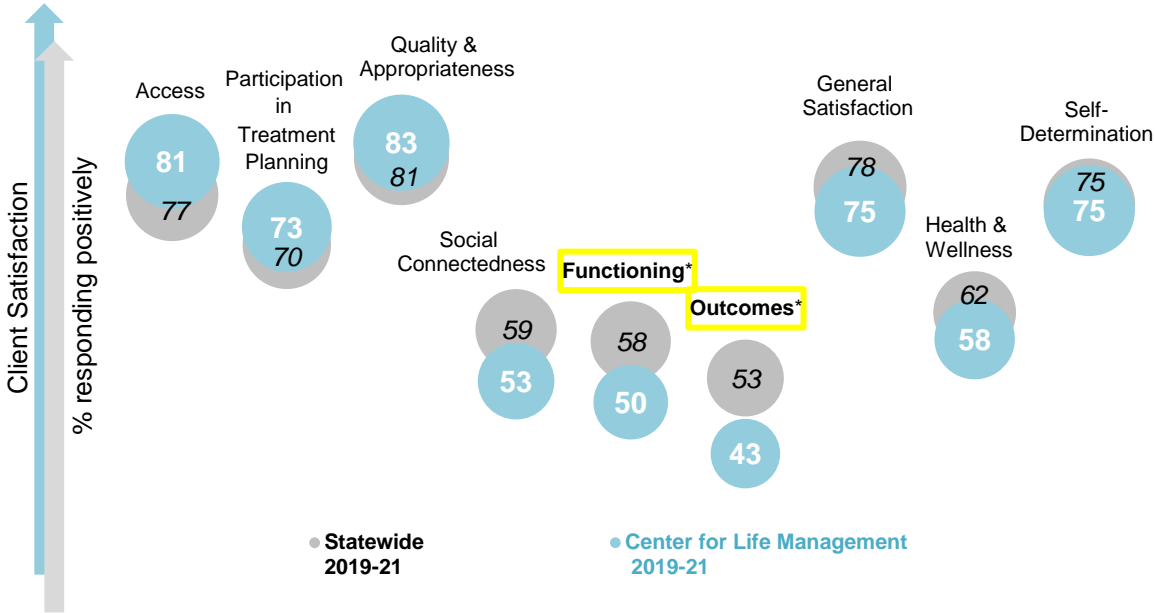 Client Satisfaction
% responding positively
Access
81
77
Participation
in
Treatment
Planning
73
70
Quality &
Appropriateness
83
81
Social
Connectedness
59
53
Functioning*
58
50
Outcomes*
53
43
General
Satisfaction
78
75
Health &
Wellness
62
58
Self-
Determination
75
75
Statewide
2019-21
Center for Life Management
2019-21